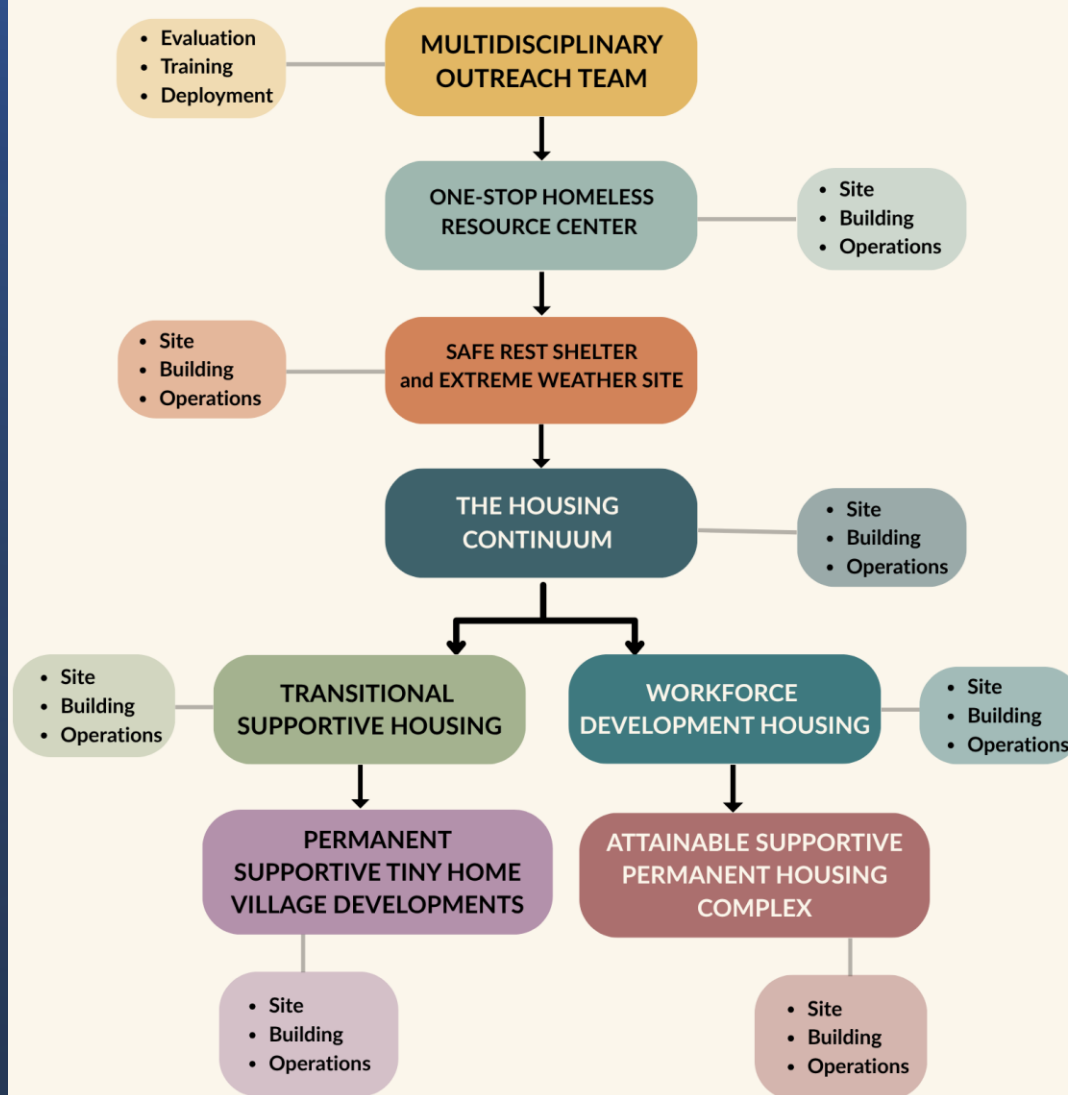 • Evaluation
• Training
• Deployment
MULTIDISCIPLINARY
OUTREACH TEAM
ONE-STOP HOMELESS
RESOURCE CENTER
• Site
• Building
• Operations
• Site
• Building
• Operations
SAFE REST SHELTER
and EXTREME WEATHER SITE
THE HOUSING
CONTINUUM
• Site
• Building
• Operations
• Site
• Building
• Operations
TRANSITIONAL
SUPPORTIVE HOUSING
WORKFORCE
DEVELOPMENT HOUSING
• Site
• Building
• Operations
PERMANENT
SUPPORTIVE TINY HOME
VILLAGE DEVELOPMENTS
ATTAINABLE SUPPORTIVE
PERMANENT HOUSING
COMPLEX
• Site
• Building
• Operations
• Site
• Building
• Operations